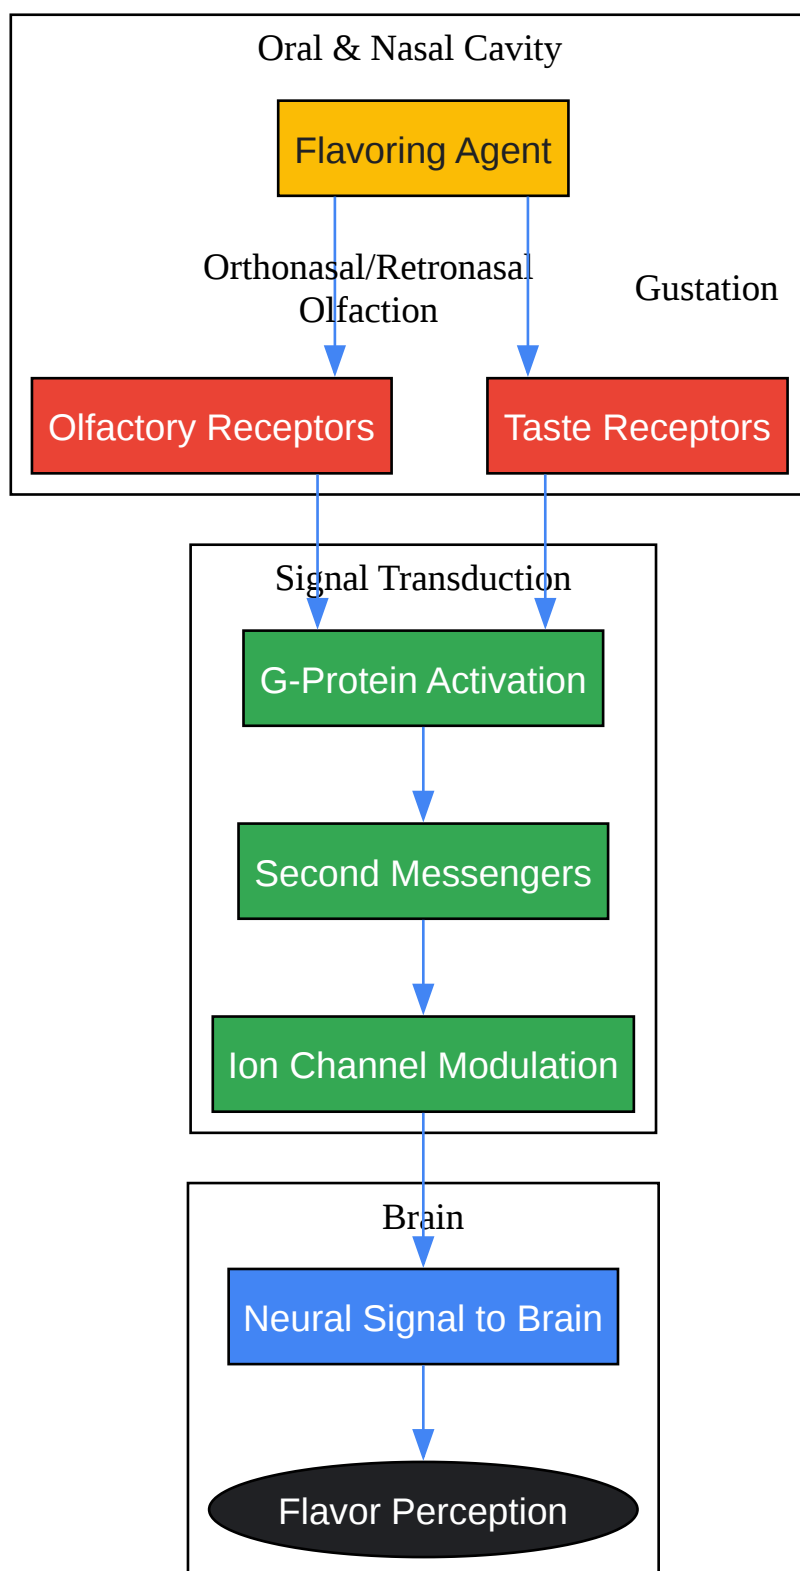 Oral & Nasal Cavity
Flavoring Agent
Orthonasal/Retronasal
Olfaction
Gustation
Olfactory Receptors
Taste Receptors
Signal Transduction
G-Protein Activation
Second Messengers
Ion Channel Modulation
Brain
Neural Signal to Brain
Flavor Perception